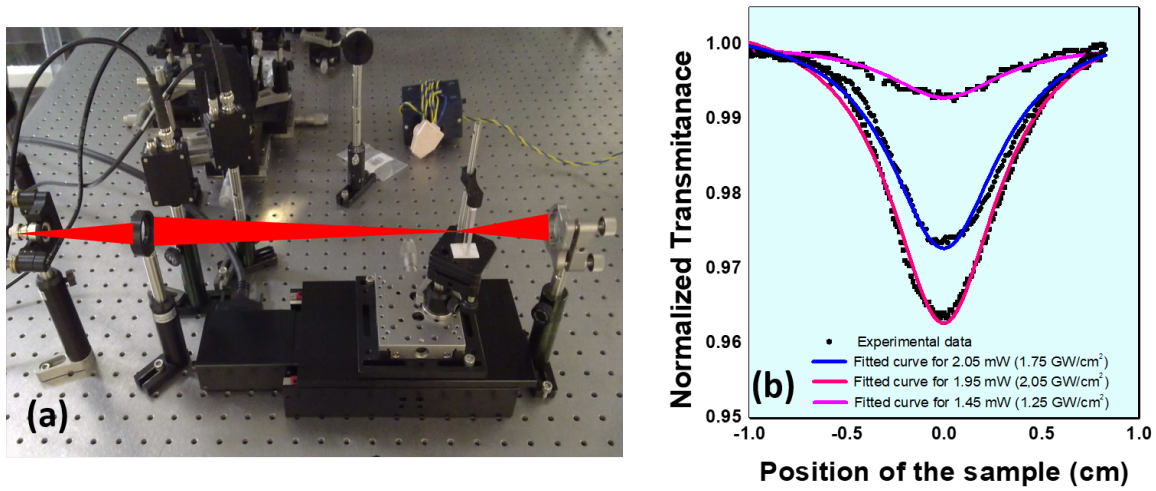 (a)
Normalized Transmitanace
1.00
0.99
0.98
0.97
0.96
0.95
Experimental data
Fitted curve for 2.05 mW (1.75 GW/cm²)
Fitted curve for 1.95 mW (2,05 GW/cm²)
Fitted curve for 1.45 mW (1.25 GW/cm²)
(b)
-1.0 -0.5 0.0 0.5 1.0
Position of the sample (cm)